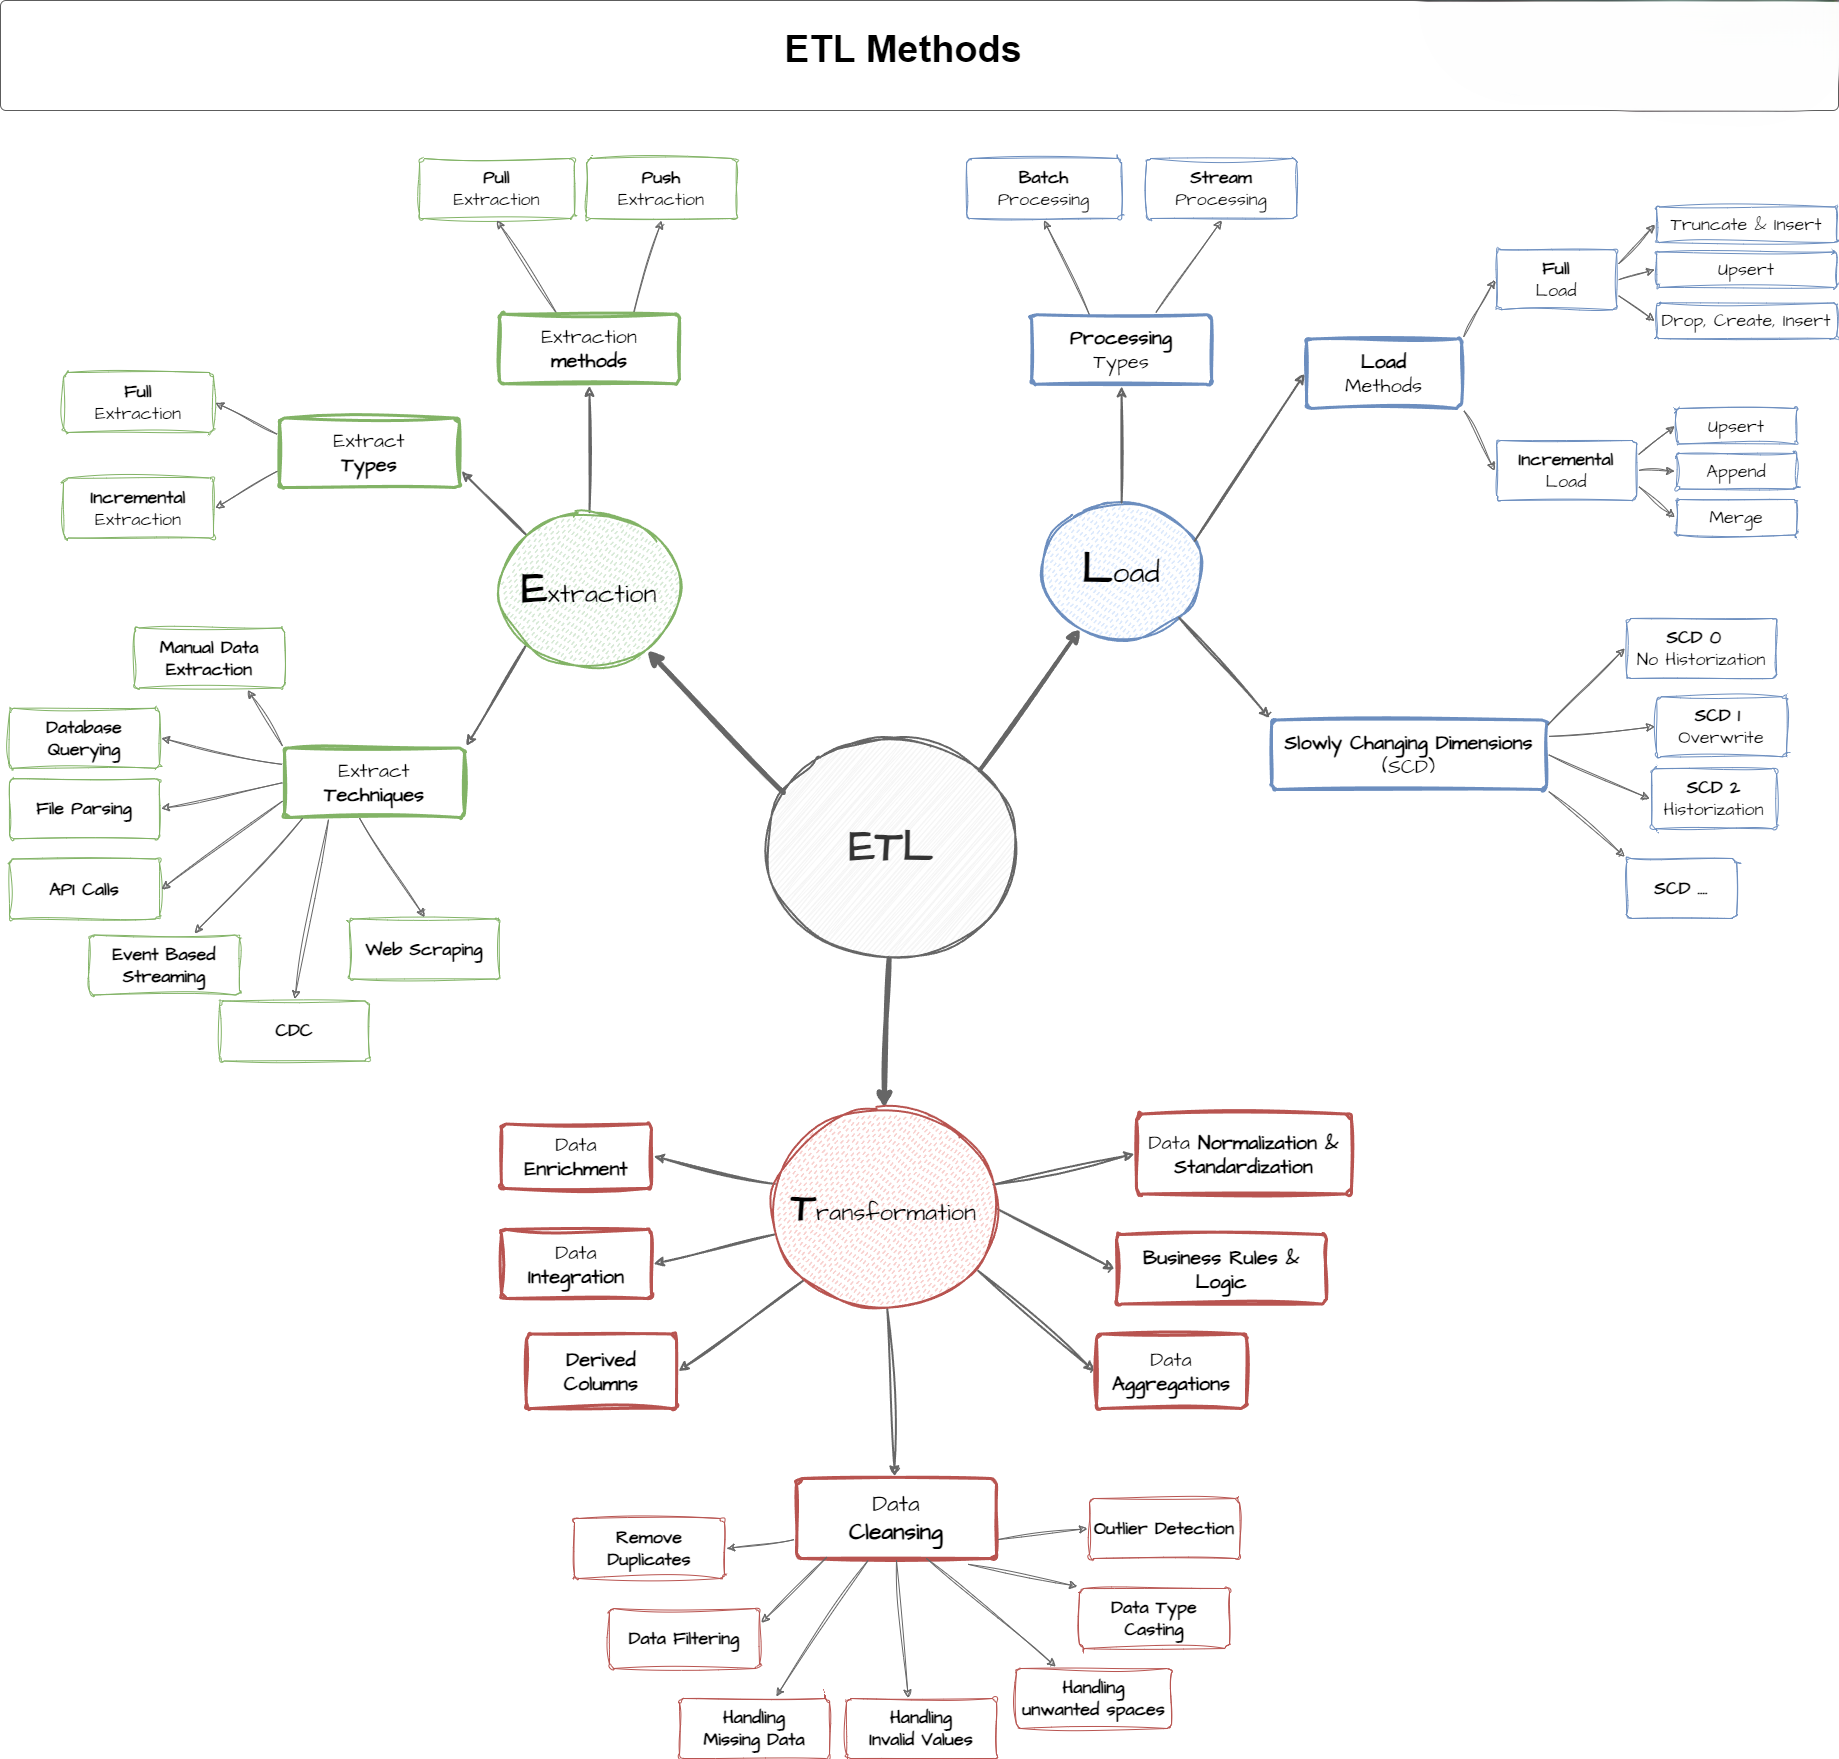 ETL Methods
Pull
Extraction
Push
Extraction
Extraction
methods
Full
Extraction
Incremental
Extraction
Extract
Types
Extraction
Manual Data
Extraction
Database
Querying
File Parsing
API Calls
Event Based
Streaming
CDC
Web Scraping
Extract
Techniques
Batch
Processing
Stream
Processing
Processing
Types
Load
Load
Methods
Full
Load
Truncate & Insert
Upsert
Drop, Create, Insert
Incremental
Load
Upsert
Append
Merge
Slowly Changing Dimensions
(SCD)
SCD 0
No Historization
SCD 1
Overwrite
SCD 2
Historization
SCD ....
ETL
Transformation
Data
Enrichment
Data
Integration
Derived
Columns
Data Normalization &
Standardization
Business Rules &
Logic
Data
Aggregations
Data
Cleansing
Remove
Duplicates
Data Filtering
Handling
Missing Data
Handling
Invalid Values
Handling
unwanted spaces
Data Type
Casting
Outlier Detection